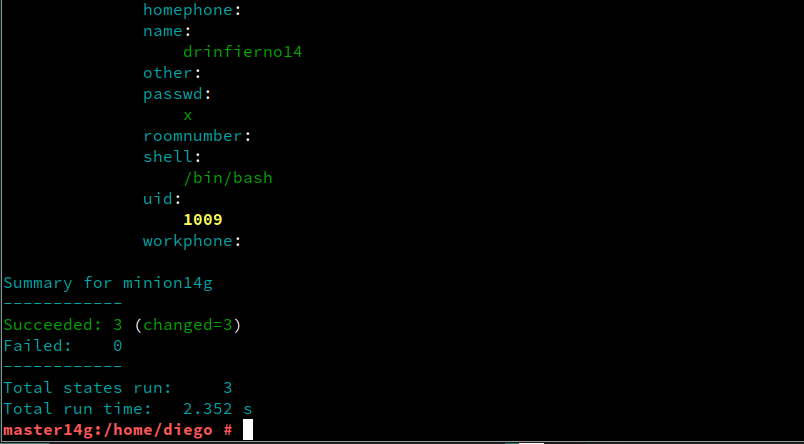 homephone:
name:
drinfierno14
other:
passwd:
x
roomnumber:
shell:
/bin/bash
uid:
1009
workphone:
Summary for minion14g
------------
Succeeded: 3 (changed=3)
Failed:    0
------------
Total states run:     3
Total run time:   2.352 s
master14g:/home/diego #